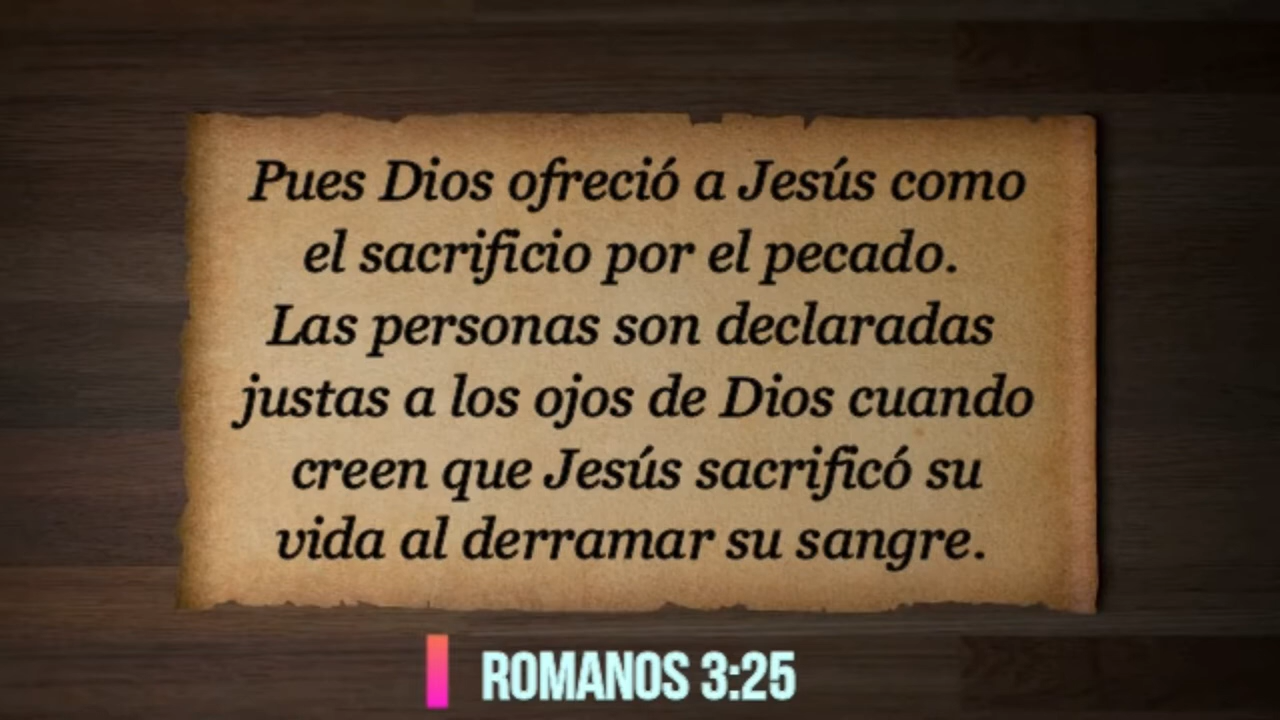 Pues Dios ofreció a Jesús como
el sacrificio por el pecado.
Las personas son declaradas
justas a los ojos de Dios cuando
creen que Jesús sacrificó su
vida al derramar su sangre.
ROMANOS 3:25